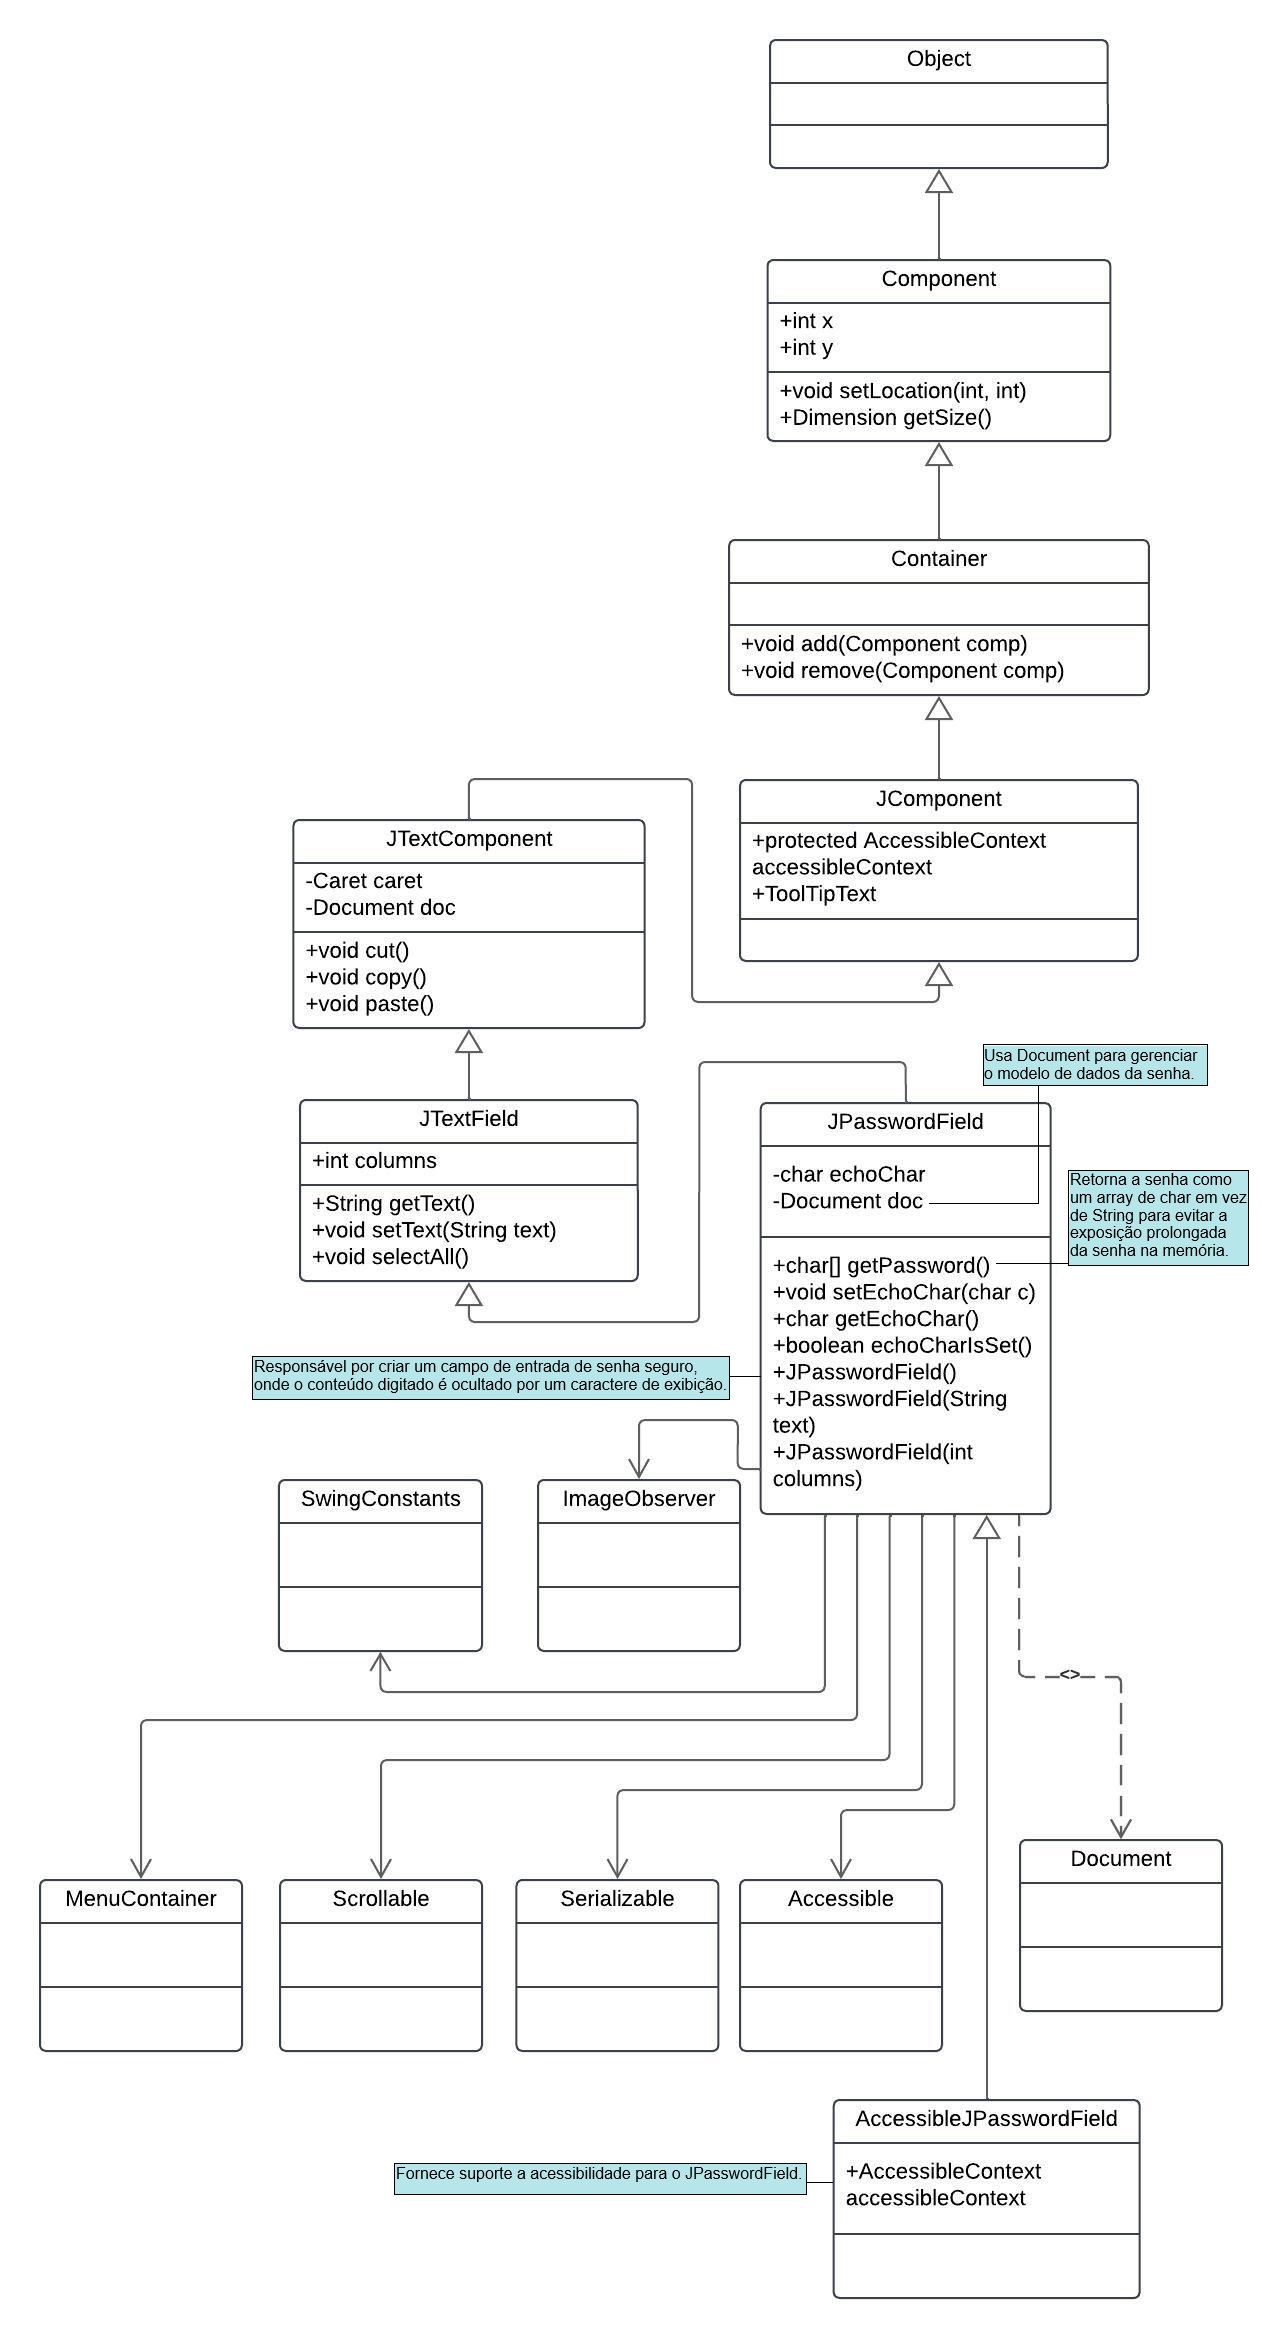 Object
Component
+int x
+int y
+void setLocation(int, int)
+Dimension getSize()
Container
+void add(Component comp)
+void remove(Component comp)
JComponent
+protected AccessibleContext
accessibleContext
+ToolTipText
JTextComponent
-Caret caret
-Document doc
+void cut()
+void copy()
+void paste()
JTextField
+int columns
+String getText()
+void setText(String text)
+void selectAll()
Usa Document para gerenciar
o modelo de dados da senha.
JPasswordField
-char echoChar
-Document doc
+char[] getPassword()
+void setEchoChar(char c)
+char getEchoChar()
+boolean echoCharIsSet()
+JPasswordField()
+JPasswordField(String
text)
+JPasswordField(int
columns)
Retorna a senha como
um array de char em vez
de String para evitar a
exposição prolongada
da senha na memória.
Responsável por criar um campo de entrada de senha seguro,
onde o conteúdo digitado é ocultado por um caractere de exibição.
SwingConstants
ImageObserver
<>
MenuContainer
Scrollable
Serializable
Accessible
Document
AccessibleJPasswordField
+AccessibleContext
accessibleContext
Fornece suporte a acessibilidade para o JPasswordField.